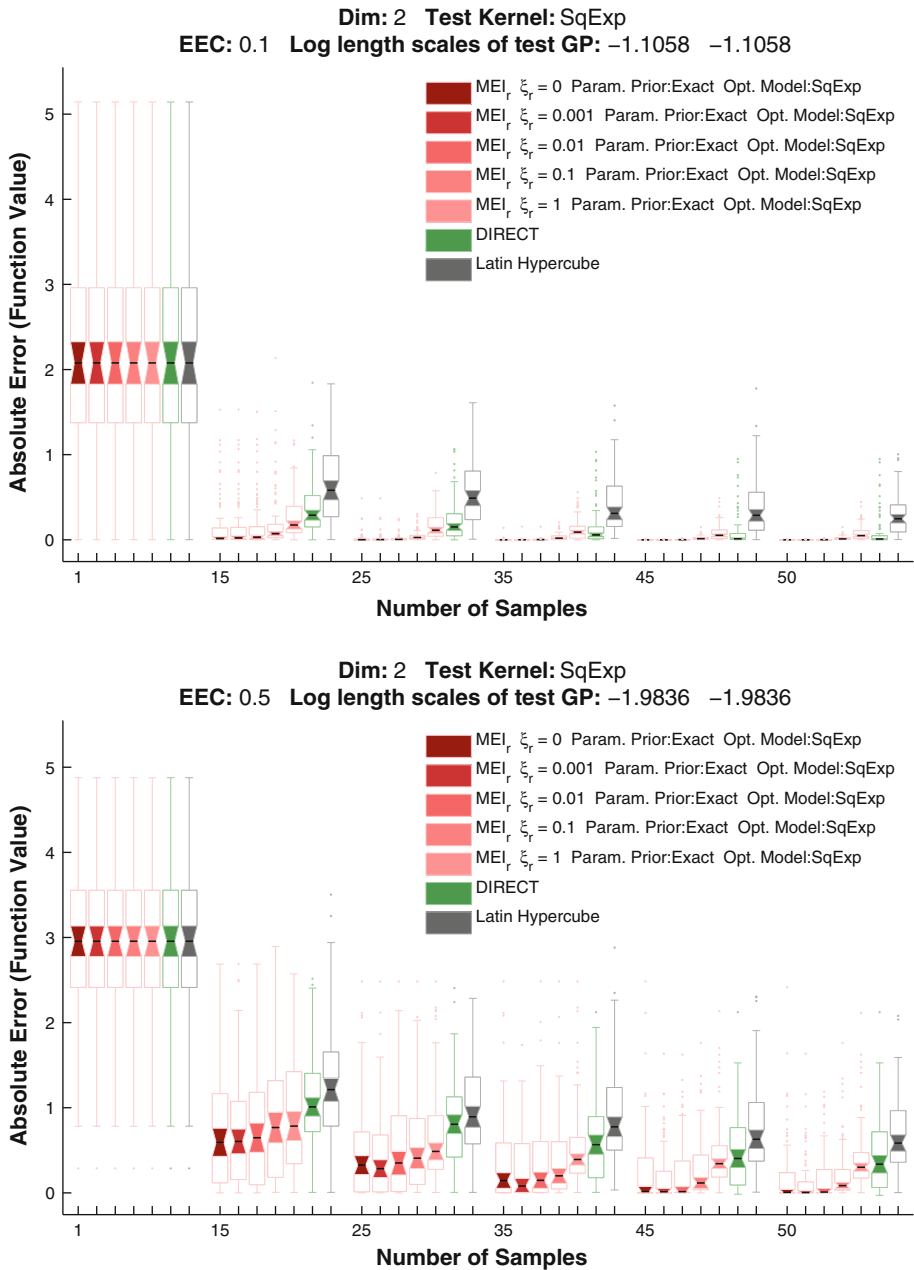 Dim: 2 Test Kernel: SqExp
EEC: 0.1 Log length scales of test GP: −1.1058 −1.1058
Absolute Error (Function Value)
5
4
3
2
1
0
MEIr ξr = 0 Param. Prior:Exact Opt. Model:SqExp
MEIr ξr = 0.001 Param. Prior:Exact Opt. Model:SqExp
MEIr ξr = 0.01 Param. Prior:Exact Opt. Model:SqExp
MEIr ξr = 0.1 Param. Prior:Exact Opt. Model:SqExp
MEIr ξr = 1 Param. Prior:Exact Opt. Model:SqExp
DIRECT
Latin Hypercube
1 15 25 35 45 50
Number of Samples
Dim: 2 Test Kernel: SqExp
EEC: 0.5 Log length scales of test GP: −1.9836 −1.9836
Absolute Error (Function Value)
5
4
3
2
1
0
MEIr ξr = 0 Param. Prior:Exact Opt. Model:SqExp
MEIr ξr = 0.001 Param. Prior:Exact Opt. Model:SqExp
MEIr ξr = 0.01 Param. Prior:Exact Opt. Model:SqExp
MEIr ξr = 0.1 Param. Prior:Exact Opt. Model:SqExp
MEIr ξr = 1 Param. Prior:Exact Opt. Model:SqExp
DIRECT
Latin Hypercube
1 15 25 35 45 50
Number of Samples